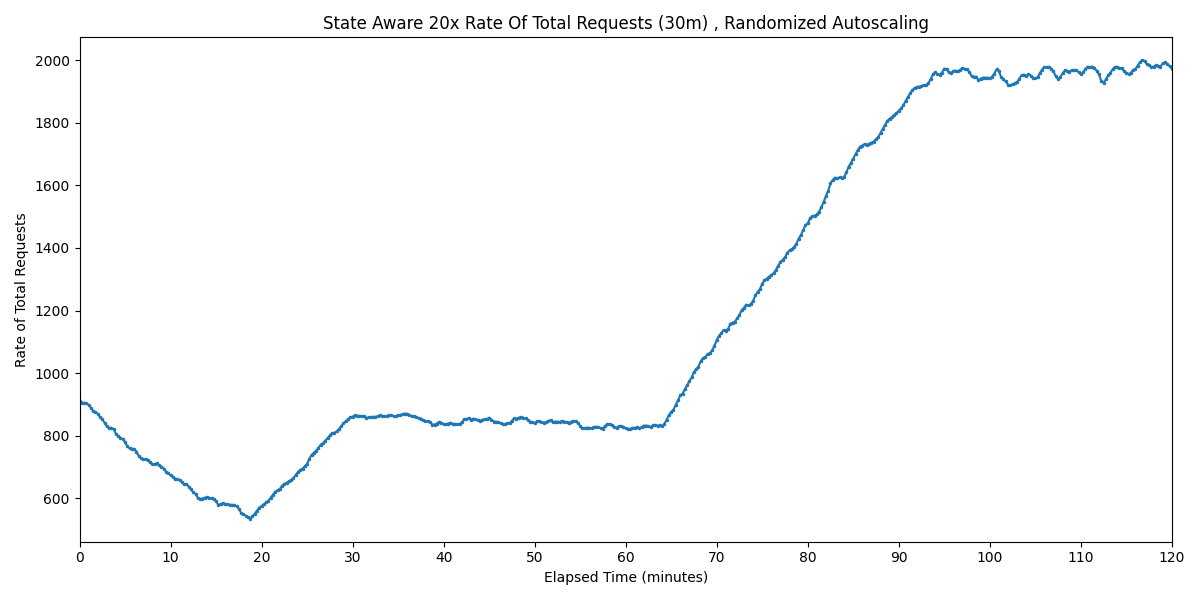 State Aware 20x Rate Of Total Requests (30m) , Randomized Autoscaling
Rate of Total Requests
2000
1800
1600
1400
1200
1000
800
600
0 10 20 30 40 50 60 70 80 90 100 110 120
Elapsed Time (minutes)